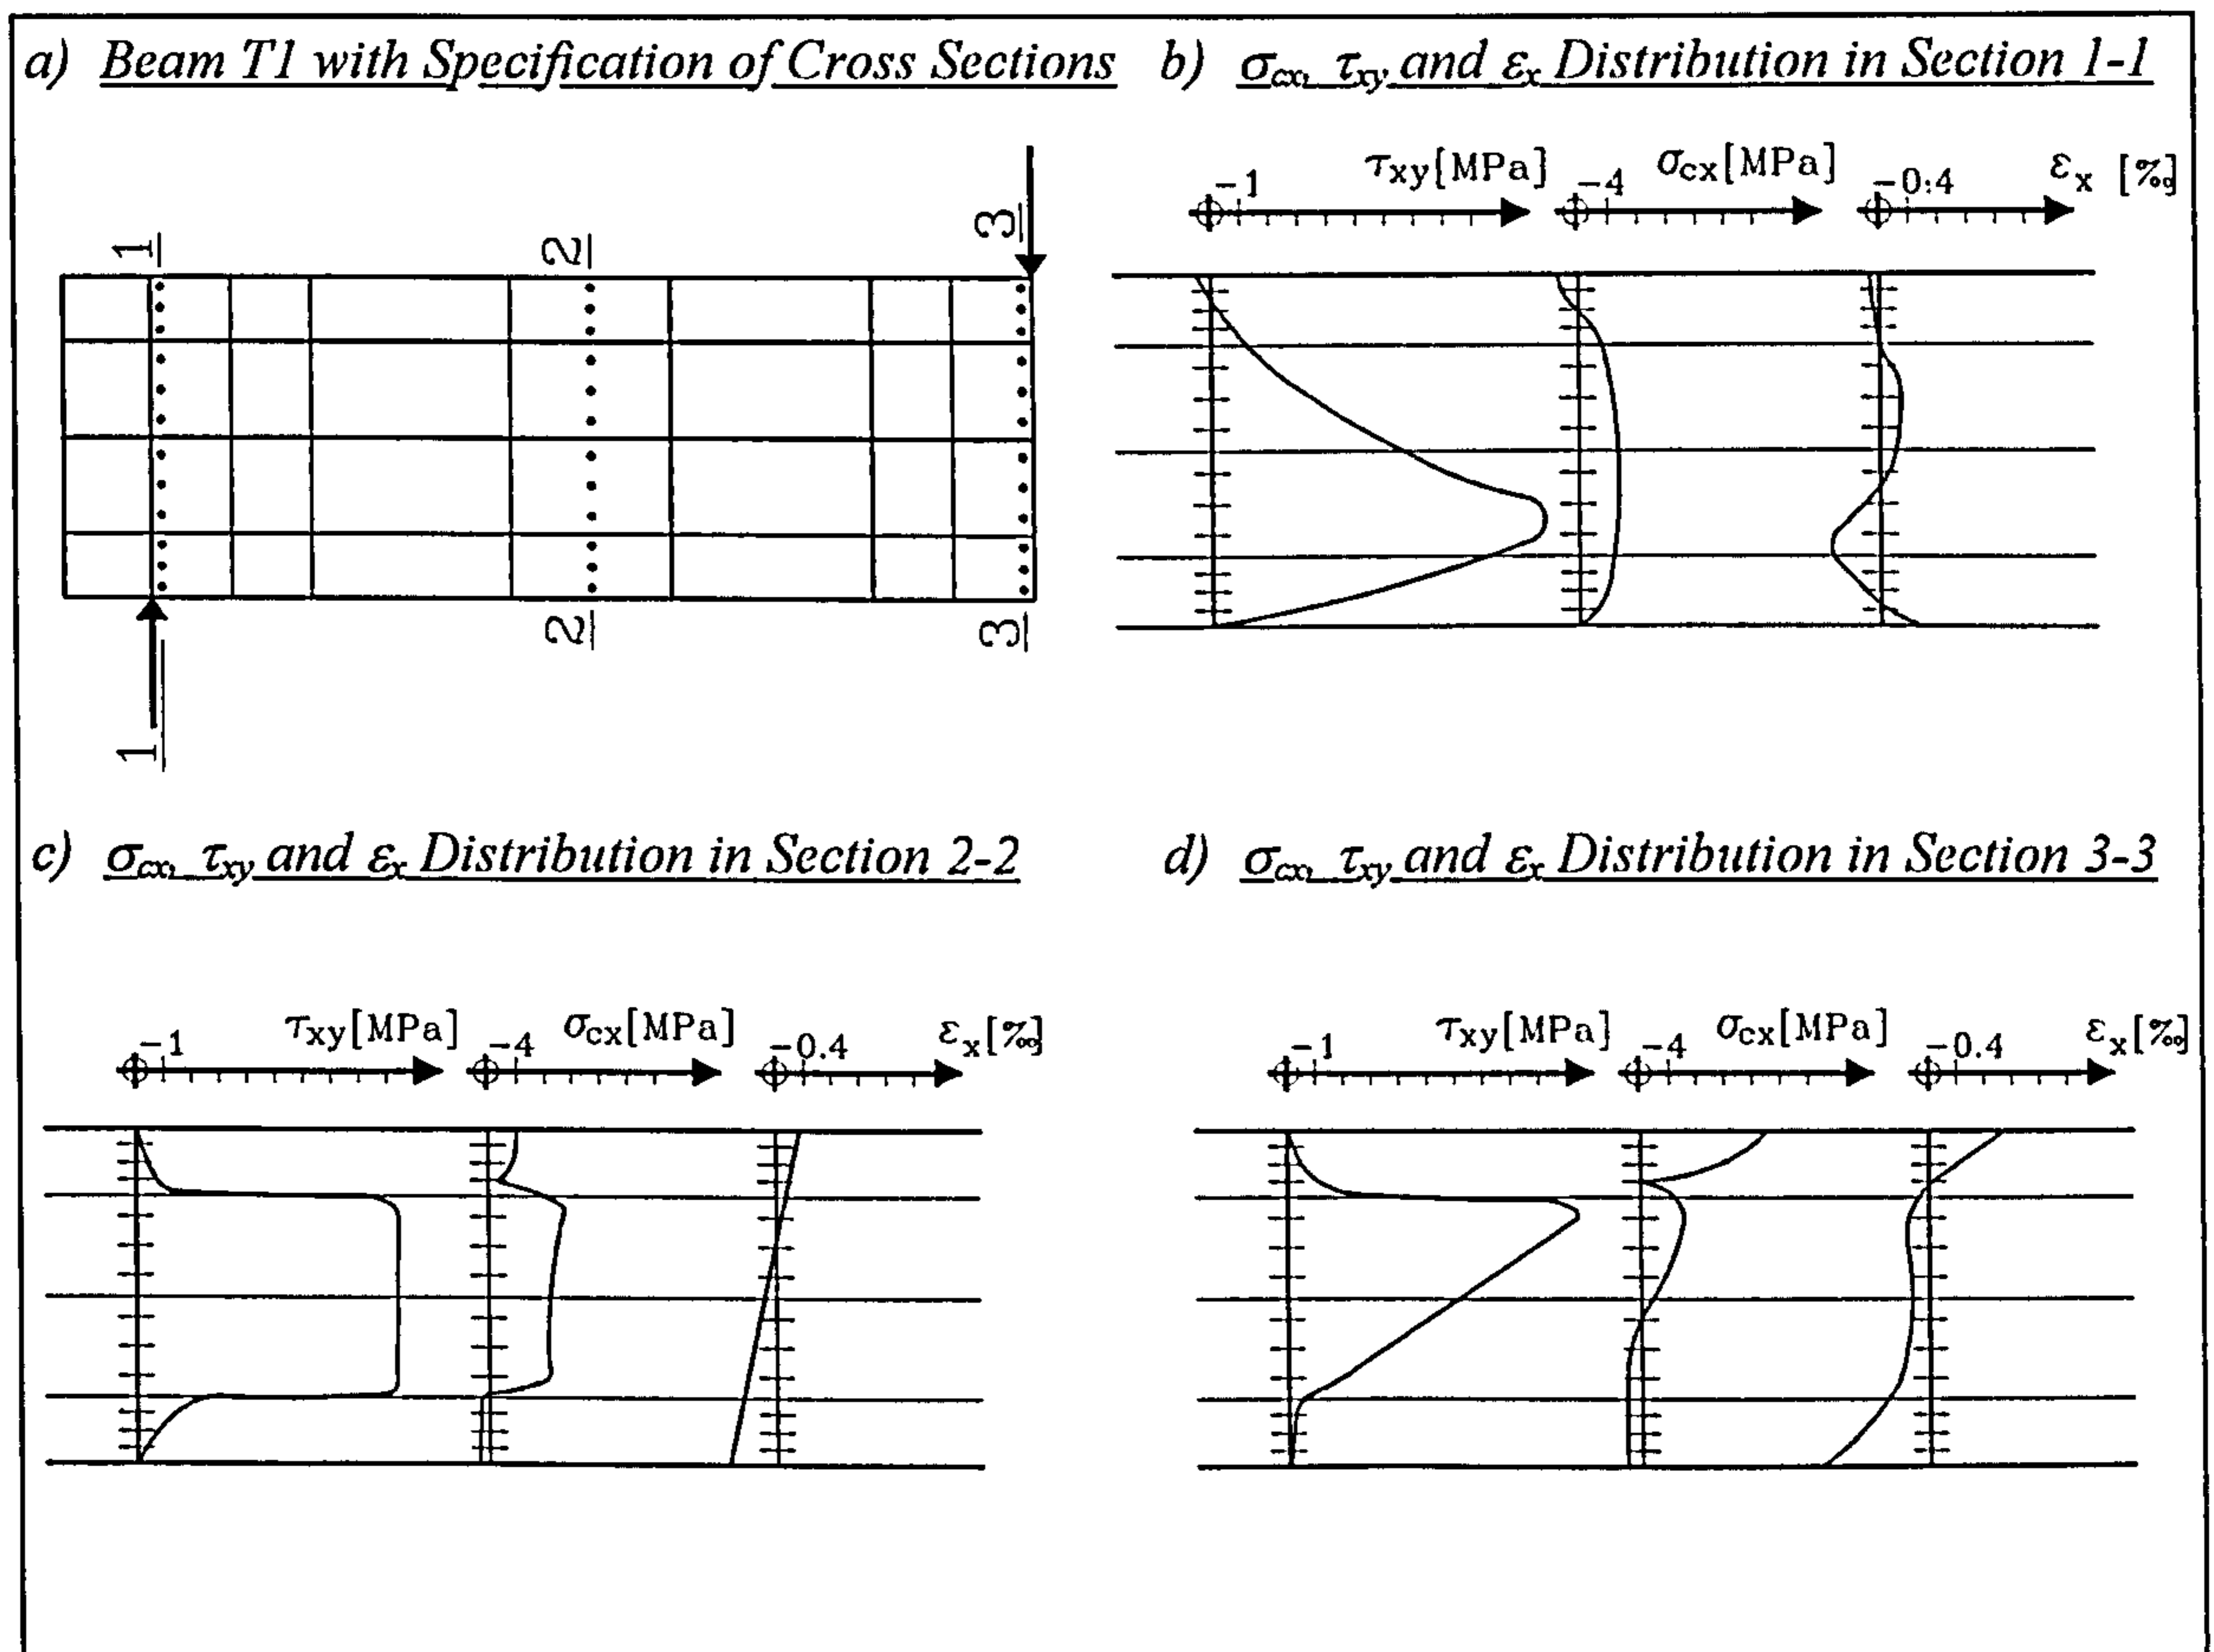 a) Beam T1 with Specification of Cross Sections
1
2
3
1
2
3
b) σcx, τxy and εx Distribution in Section 1-1
-1 τxy[MPa] -4 σcx[MPa] -0.4 εx [‰]
c) σcx, τxy and εx Distribution in Section 2-2
-1 τxy[MPa] -4 σcx[MPa] -0.4 εx[‰]
d) σcx, τxy and εx Distribution in Section 3-3
-1 τxy[MPa] -4 σcx[MPa] -0.4 εx[‰]